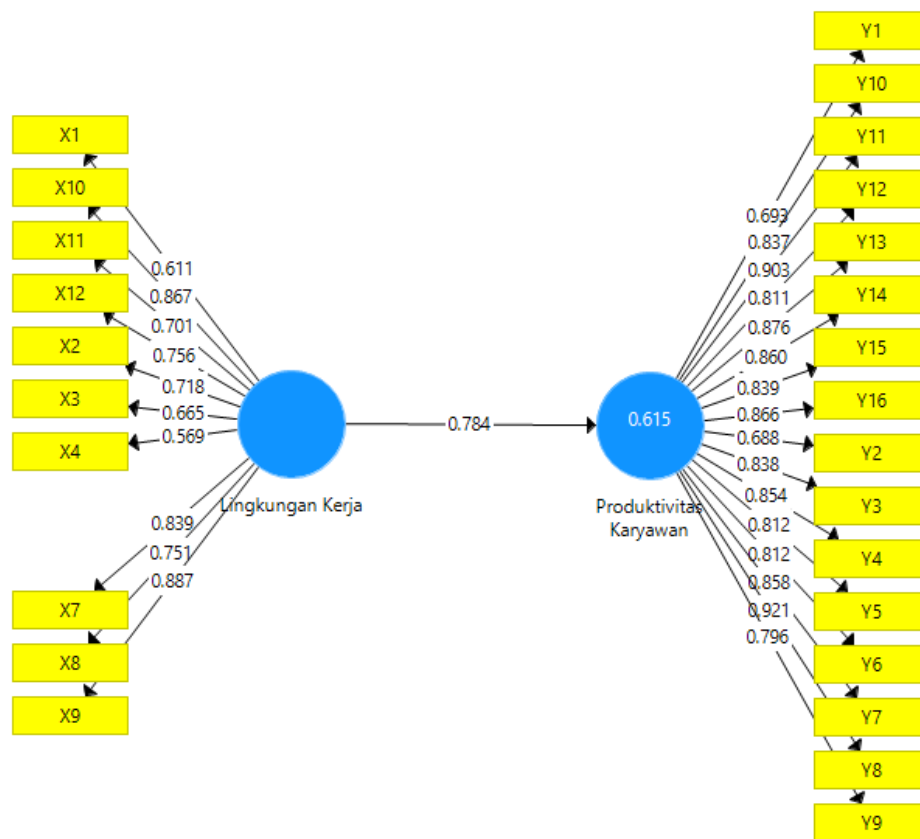 X1
X10
X11
X12
X2
X3
X4
X7
X8
X9
0.611
0.867
0.701
0.756
0.718
0.665
0.569
0.839
0.751
0.887
Lingkungan Kerja
0.784
0.615
Produktivitas
Karyawan
0.693
0.837
0.903
0.811
0.876
0.860
0.839
0.866
0.688
0.838
0.854
0.812
0.812
0.858
0.921
0.796
Y1
Y10
Y11
Y12
Y13
Y14
Y15
Y16
Y2
Y3
Y4
Y5
Y6
Y7
Y8
Y9